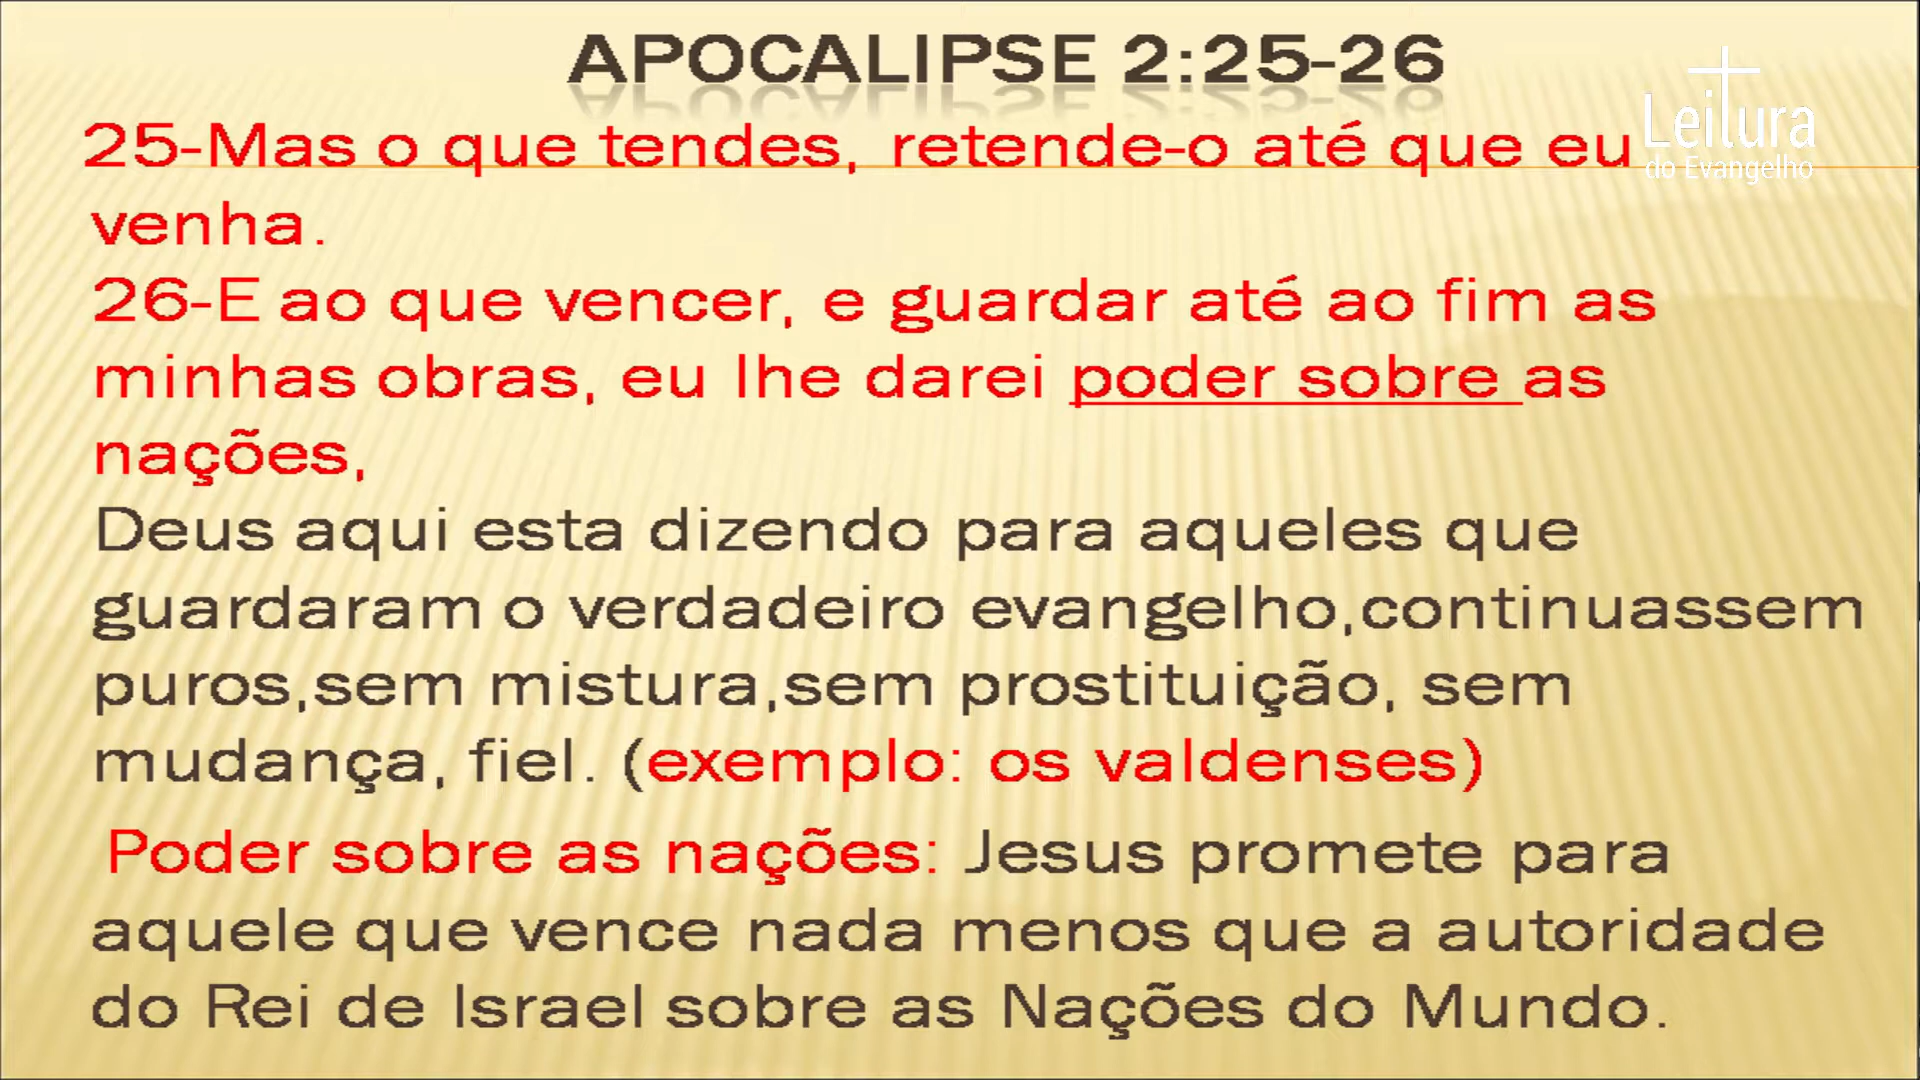 APOCALIPSE 2:25-26
Leitura
do Evangelho
25-Mas o que tendes, retende-o até que eu
venha.
26-E ao que vencer, e guardar até ao fim as
minhas obras, eu lhe darei poder sobre as
nações,
Deus aqui esta dizendo para aqueles que
guardaram o verdadeiro evangelho,continuassem
puros,sem mistura,sem prostituição, sem
mudança, fiel. (exemplo: os valdenses)
Poder sobre as nações: Jesus promete para
aquele que vence nada menos que a autoridade
do Rei de Israel sobre as Nações do Mundo.